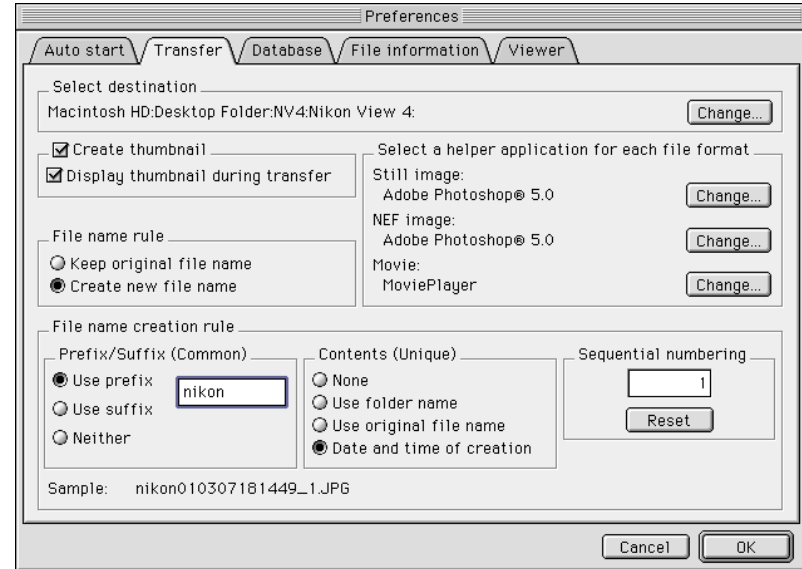 Preferences
Auto start Transfer Database File information Viewer
Select destination
Macintosh HD:Desktop Folder:NV4:Nikon View 4:
Change...
Create thumbnail
Display thumbnail during transfer
File name rule
Keep original file name
Create new file name
Select a helper application for each file format
Still image:
Adobe Photoshop® 5.0
Change...
NEF image:
Adobe Photoshop® 5.0
Change...
Movie:
MoviePlayer
Change...
File name creation rule
Prefix/Suffix (Common)
Use prefix
nikon
Use suffix
Neither
Contents (Unique)
None
Use folder name
Use original file name
Date and time of creation
Sequential numbering
1
Reset
Sample: nikon010307181449_1.JPG
Cancel OK